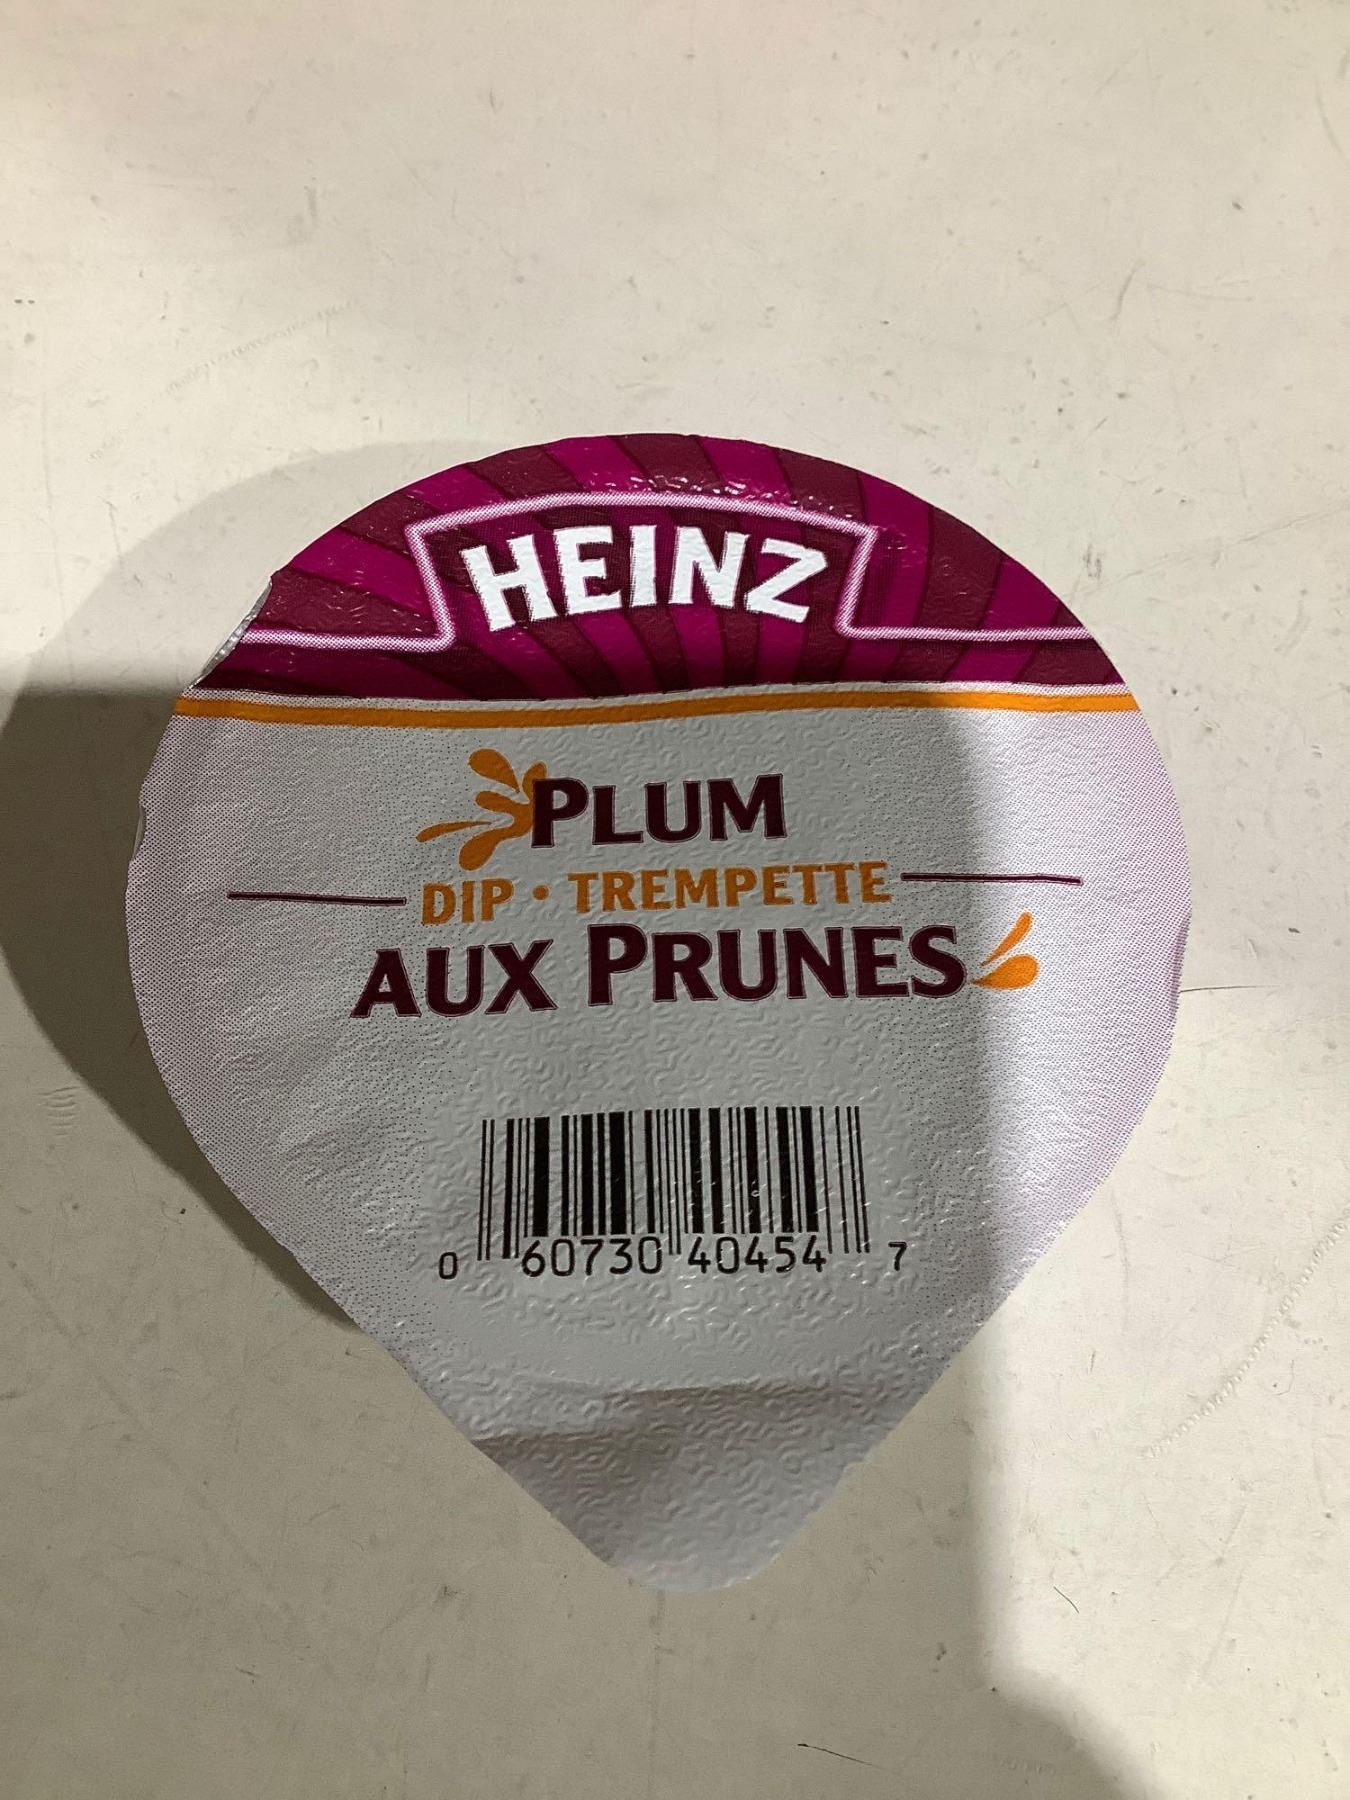 HEINZ
PLUM
DIP • TREMPETTE
AUX PRUNES
0 60730 40454 7